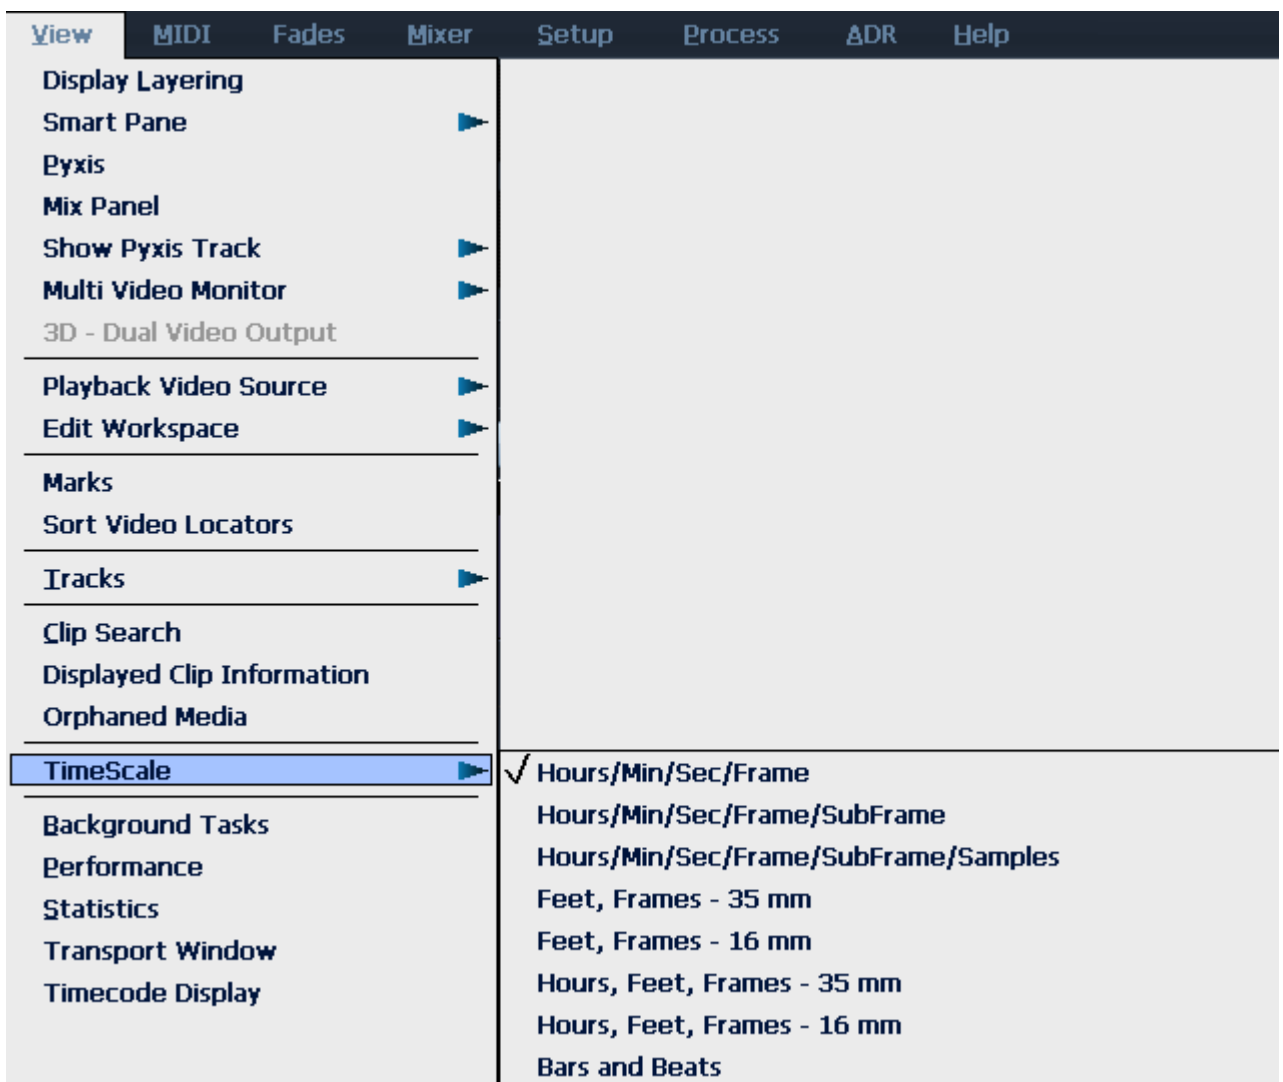 View MIDI Fades Mixer Setup Process ADR Help
Display Layering
Smart Pane
Pyxis
Mix Panel
Show Pyxis Track
Multi Video Monitor
3D - Dual Video Output
Playback Video Source
Edit Workspace
Marks
Sort Video Locators
Tracks
Clip Search
Displayed Clip Information
Orphaned Media
TimeScale
Background Tasks
Performance
Statistics
Transport Window
Timecode Display
Hours/Min/Sec/Frame
Hours/Min/Sec/Frame/SubFrame
Hours/Min/Sec/Frame/SubFrame/Samples
Feet, Frames - 35 mm
Feet, Frames - 16 mm
Hours, Feet, Frames - 35 mm
Hours, Feet, Frames - 16 mm
Bars and Beats